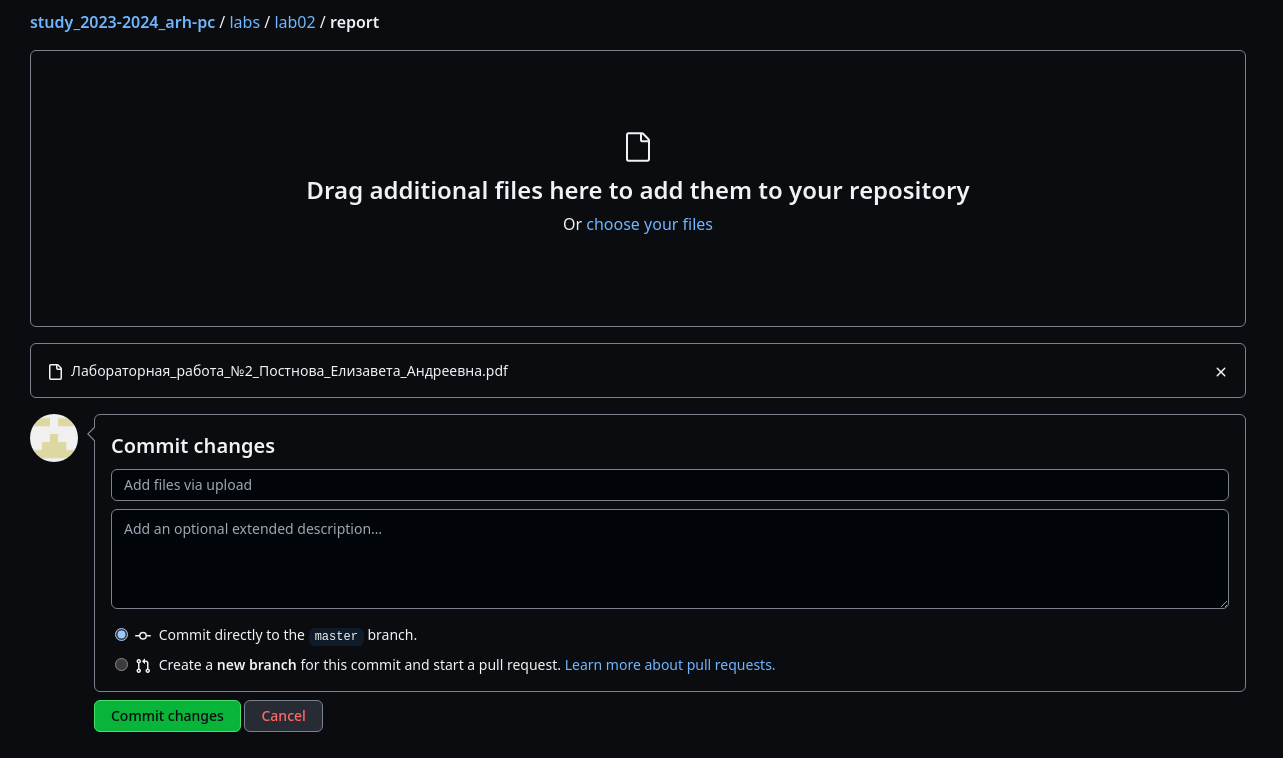 study_2023-2024_arh-pc / labs / lab02 / report
Drag additional files here to add them to your repository
Or choose your files
Лабораторная_работа_№2_Постнова_Елизавета_Андреевна.pdf
Commit changes
Add files via upload
Add an optional extended description...
Commit directly to the master branch.
Create a new branch for this commit and start a pull request. Learn more about pull requests.
Commit changes Cancel